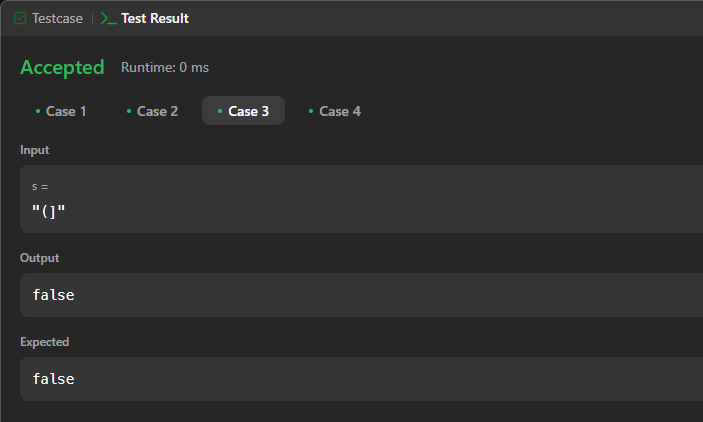 Testcase | Test Result
Accepted Runtime: 0 ms
Case 1 Case 2 Case 3 Case 4
Input
s =
"(]"
Output
false
Expected
false